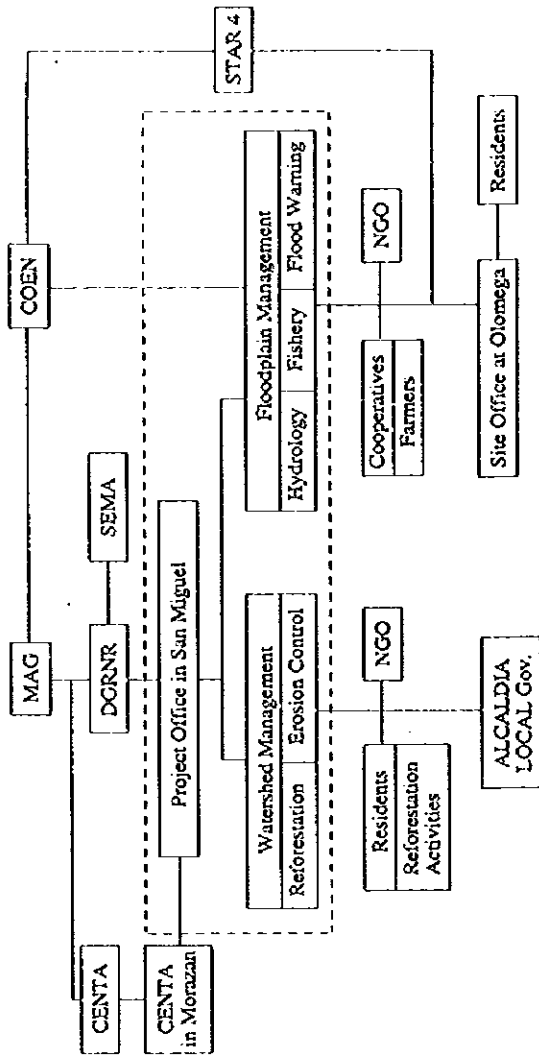 MAG
COEN
STAR 4
DGRNR
SEMA
CENTA
CENTA
in Morazan
Project Office in San Miguel
Watershed Management
Reforestation
Erosion Control
Floodplain Management
Hydrology
Fishery
Flood Warning
NGO
Residents
Reforestation
Activities
NGO
Cooperatives
Farmers
ALCALDIA
LOCAL Gov.
Site Office at Olomega
Residents